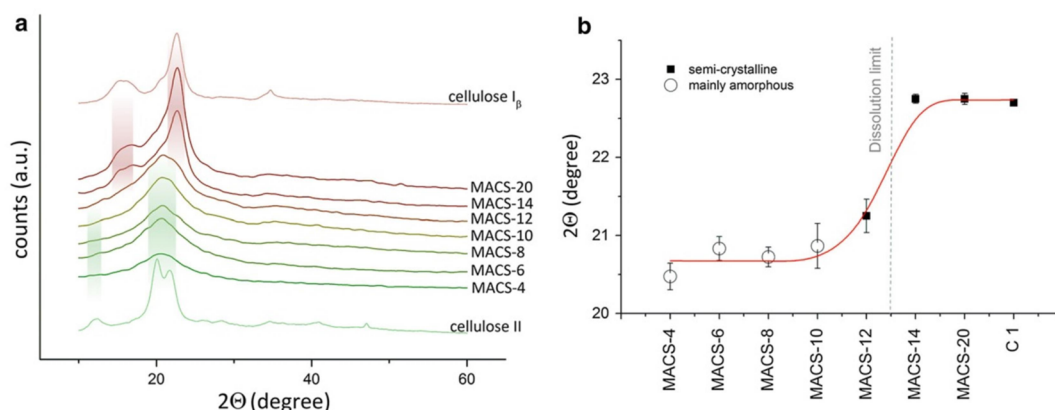 a
counts (a.u.)
cellulose Iβ
MACS-20
MACS-14
MACS-12
MACS-10
MACS-8
MACS-6
MACS-4
cellulose II
20
40
60
2Θ (degree)
b
2Θ (degree)
23
22
21
20
semi-crystalline
mainly amorphous
Dissolution limit
MACS-4
MACS-6
MACS-8
MACS-10
MACS-12
MACS-14
MACS-20
C 1